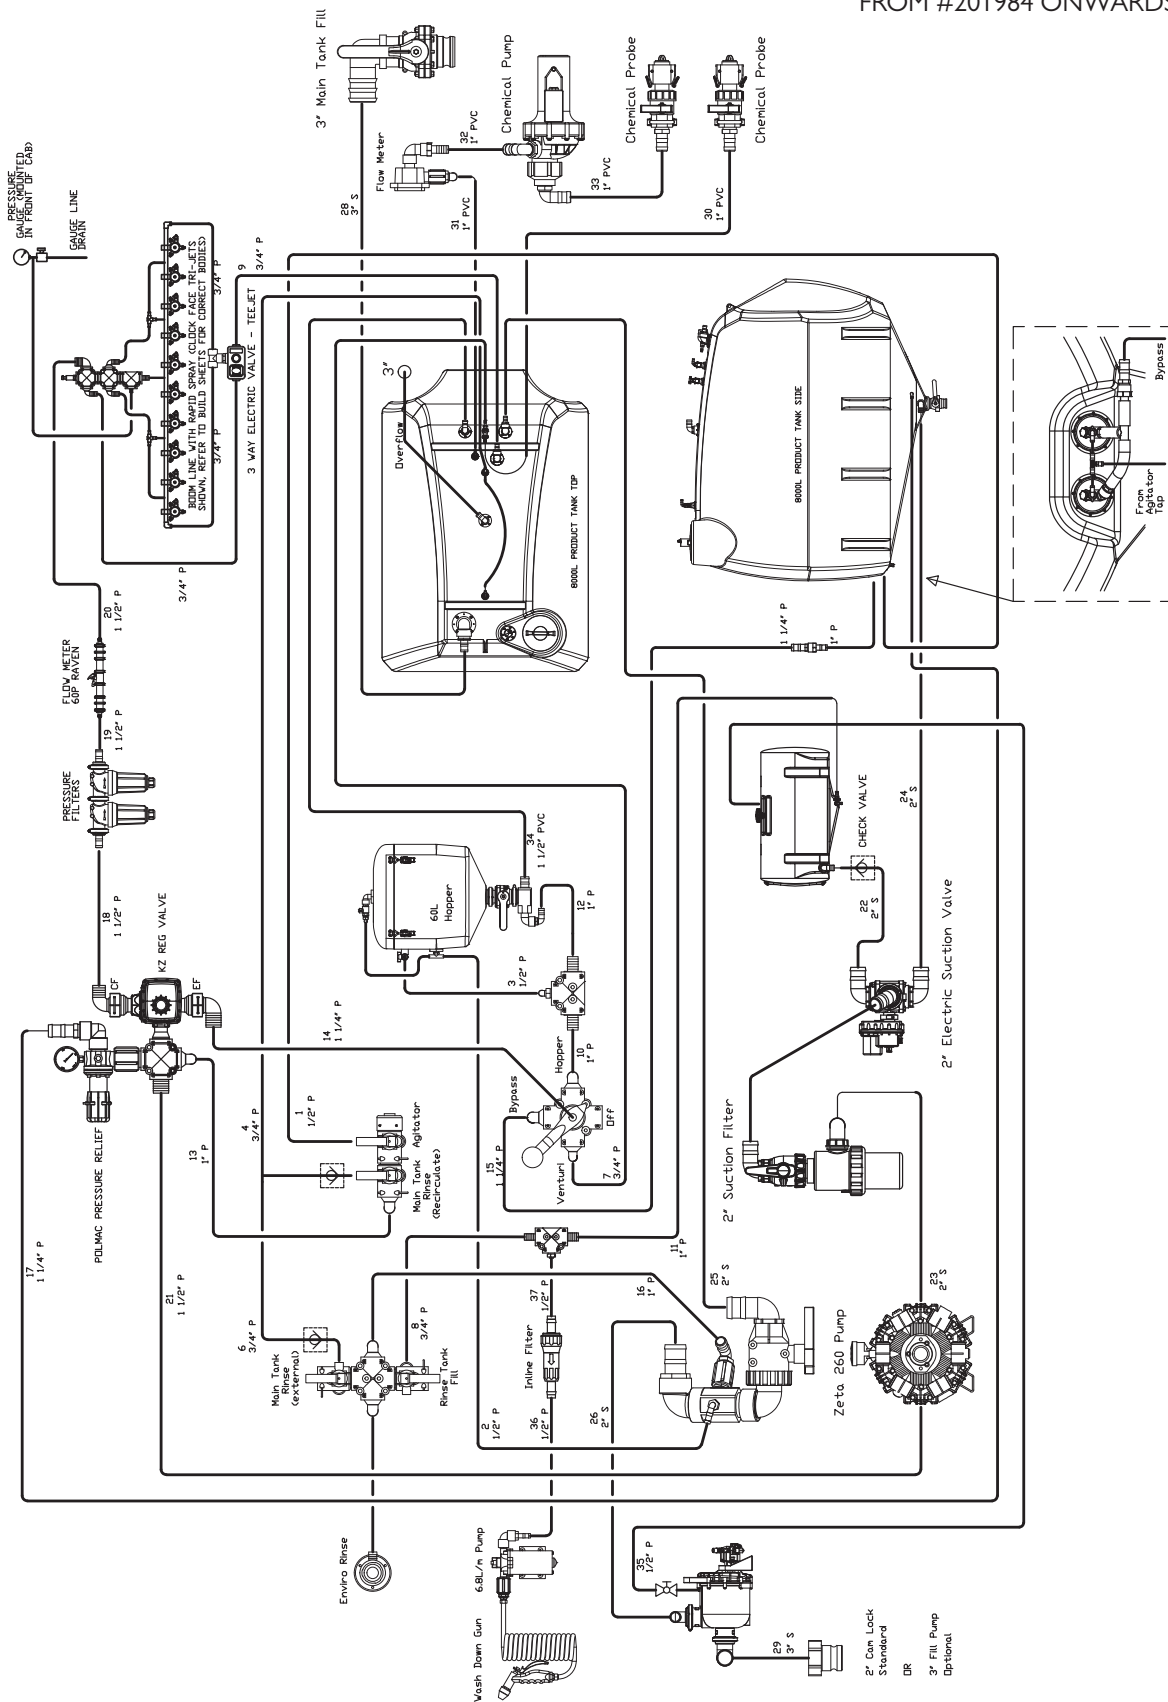 FROM #201984 ONWARDS
PRESSURE
GAUGE (MOUNTED
IN FRONT OF CAB)
GAUGE LINE
DRAIN
BOOM LINE WITH RAPID SPRAY (CLOCK FACE TRI-JETS
SHOWN, REFER TO BUILD SHEETS FOR CORRECT BODIES)
3/4" P
3/4" P
3 WAY ELECTRIC VALVE - TEEJET
9
3/4" P
3/4" P
20
1 1/2" P
FLOW METER
60P RAVEN
19
1 1/2" P
PRESSURE
FILTERS
18
1 1/2" P
KZ REG VALVE
CF
EF
POLMAC PRESSURE RELIEF
17
1 1/4" P
21
1 1/2" P
13
1" P
4
3/4" P
1
1/2" P
14
1 1/4" P
Main Tank
Rinse
(Recirculate)
Agitator
6
3/4" P
Main Tank
Rinse
(external)
8
3/4" P
Rinse Tank
Fill
Enviro Rinse
3" Main Tank Fill
28
3" S
Flow Meter
31
1" PVC
32
1" PVC
Chemical Pump
33
1" PVC
Chemical Probe
30
1" PVC
Chemical Probe
Overflow
3"
8000L PRODUCT TANK TOP
8000L PRODUCT TANK SIDE
60L
Hopper
34
1 1/2" PVC
12
1" P
3
1/2" P
10
1" P
Hopper
Bypass
Off
Venturi
15
1 1/4" P
7
3/4" P
1 1/4" P
1" P
11
1" P
37
1/2" P
Inline Filter
36
1/2" P
2
1/2" P
16
1" P
25
2" S
26
2" S
6.8L/m Pump
Wash Down Gun
35
1/2" P
29
3" S
2" Cam Lock
Standard
OR
3" Fill Pump
Optional
Zeta 260 Pump
23
2" S
2" Suction Filter
2" Electric Suction Valve
22
2" S
CHECK VALVE
24
2" S
From
Agitator
Tap
Bypass